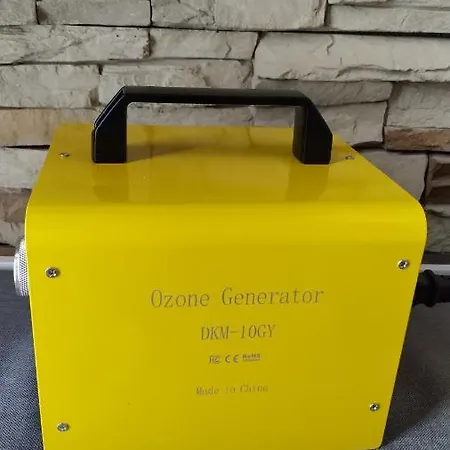 Ozone Generator
DKM-10GY
FC CE RoHS
Made in China